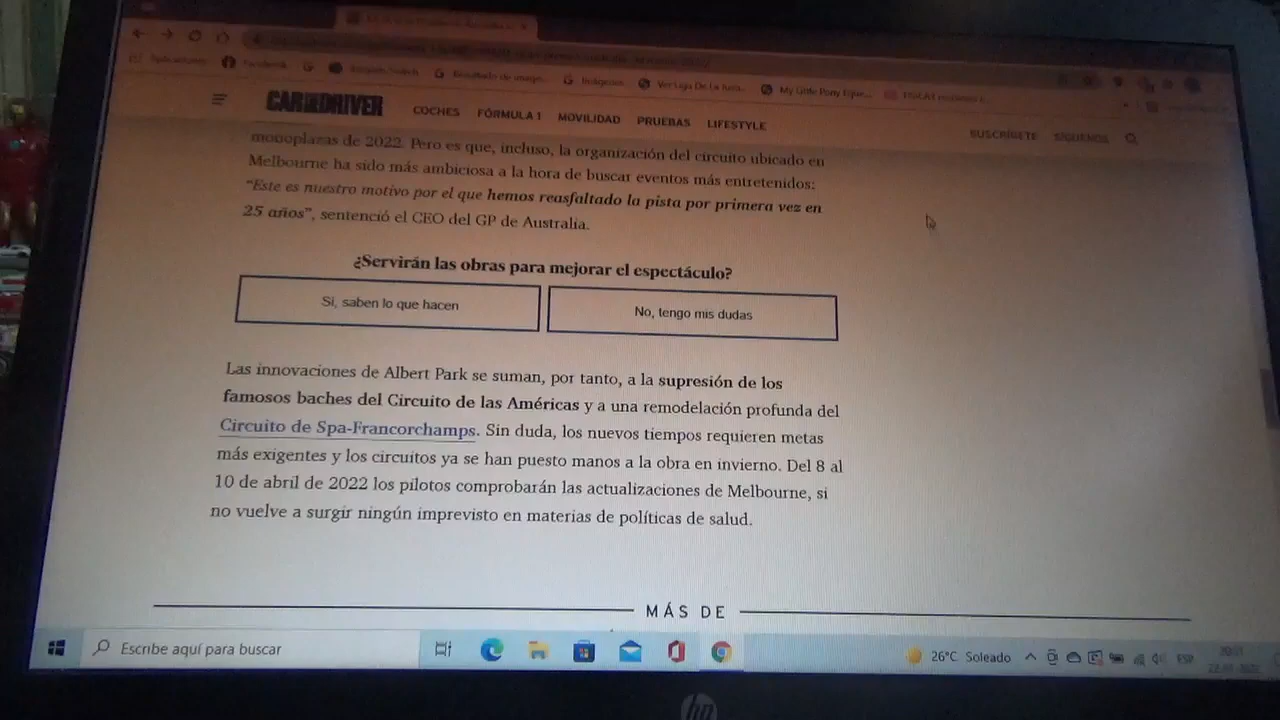 Facebook
Imágenes
My Little Pony Eque...
CAR AND DRIVER
COCHES FÓRMULA 1 MOVILIDAD PRUEBAS LIFESTYLE
SUSCRÍBETE SÍGUENOS
monoplazas de 2022. Pero es que, incluso, la organización del circuito ubicado en
Melbourne ha sido más ambiciosa a la hora de buscar eventos más entretenidos:
“Este es nuestro motivo por el que hemos reasfaltado la pista por primera vez en
25 años”, sentenció el CEO del GP de Australia.
¿Servirán las obras para mejorar el espectáculo?
Sí, saben lo que hacen
No, tengo mis dudas
Las innovaciones de Albert Park se suman, por tanto, a la supresión de los
famosos baches del Circuito de las Américas y a una remodelación profunda del
Circuito de Spa-Francorchamps. Sin duda, los nuevos tiempos requieren metas
más exigentes y los circuitos ya se han puesto manos a la obra en invierno. Del 8 al
10 de abril de 2022 los pilotos comprobarán las actualizaciones de Melbourne, si
no vuelve a surgir ningún imprevisto en materias de políticas de salud.
MÁS DE
Escribe aquí para buscar
26°C Soleado
ESP
hp